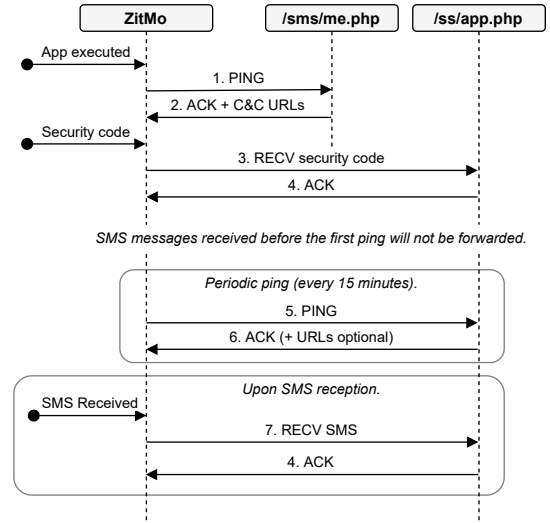 ZitMo
/sms/me.php
/ss/app.php
App executed
1. PING
2. ACK + C&C URLs
Security code
3. RECV security code
4. ACK
SMS messages received before the first ping will not be forwarded.
Periodic ping (every 15 minutes).
5. PING
6. ACK (+ URLs optional)
Upon SMS reception.
SMS Received
7. RECV SMS
4. ACK